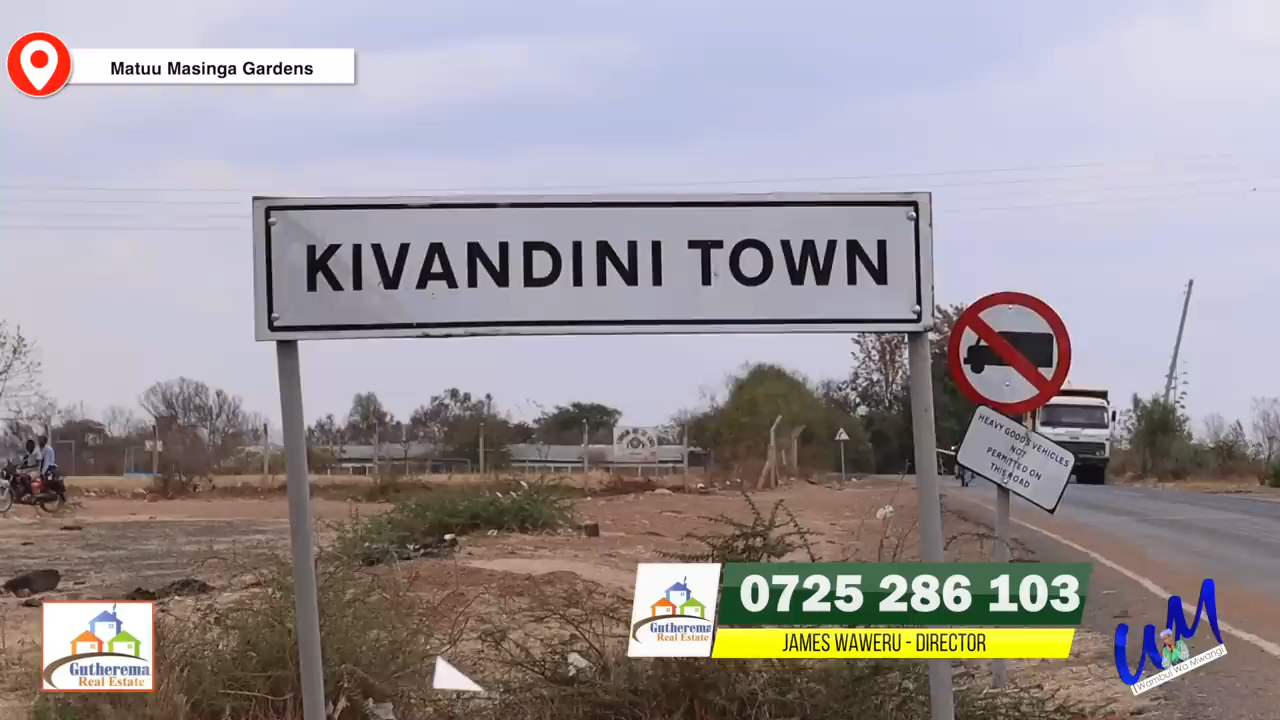 Matuu Masinga Gardens
KIVANDINI TOWN
HEAVY GOODS VEHICLES
NOT
PERMITTED ON
THIS ROAD
0725 286 103
JAMES WAWERU - DIRECTOR
Gutherema
Real Estate
Gutherema
Real Estate
WM
Wambui Wa Mwangi